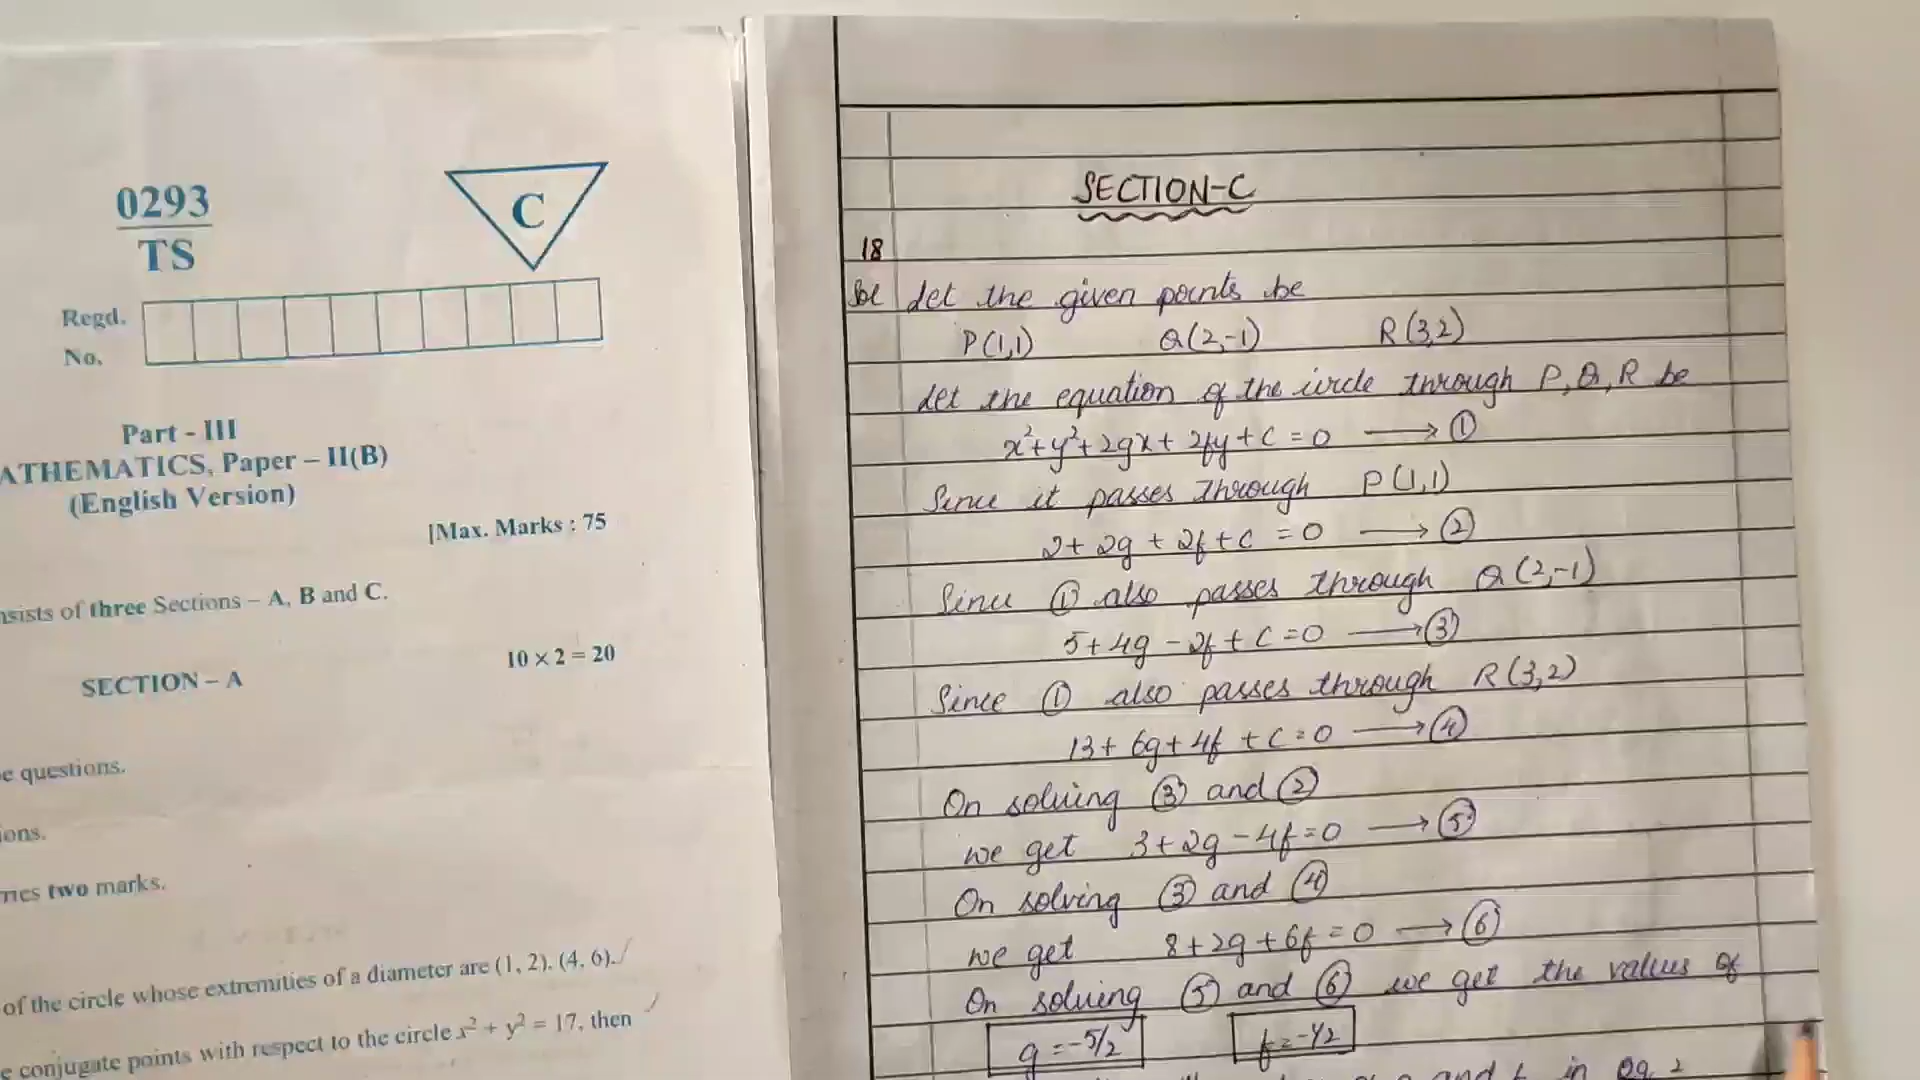 0293
TS
C
Regd.
No.
Part - III
ATHEMATICS, Paper – II(B)
(English Version)
[Max. Marks : 75
nsists of three Sections – A, B and C.
SECTION – A
10 × 2 = 20
e questions.
ions.
ries two marks.
of the circle whose extremities of a diameter are (1, 2), (4, 6).
e conjugate points with respect to the circle x² + y² = 17, then
SECTION-C
18
Sol Let the given points be
P(1,1) Q(2,-1) R(3,2)
Let the equation of the circle through P,Q,R be
x²+y²+2gx+2fy+c=0 → ①
Since it passes through P(1,1)
2+2g+2f+c=0 → ②
Since ① also passes through Q(2,-1)
5+4g-2f+c=0 → ③
Since ① also passes through R(3,2)
13+6g+4f+c=0 → ④
On solving ③ and ②
we get 3+2g-4f=0 → ⑤
On solving ③ and ④
we get 8+2g+6f=0 → ⑥
On solving ⑤ and ⑥ we get the values of
g=-5/2 f=-1/2
and f in eq 2